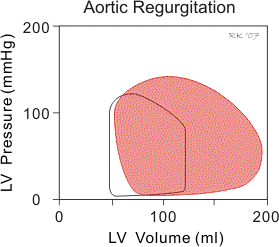 Aortic Regurgitation
RK '07
LV Pressure (mmHg)
200
100
0
0
100
200
LV Volume (ml)